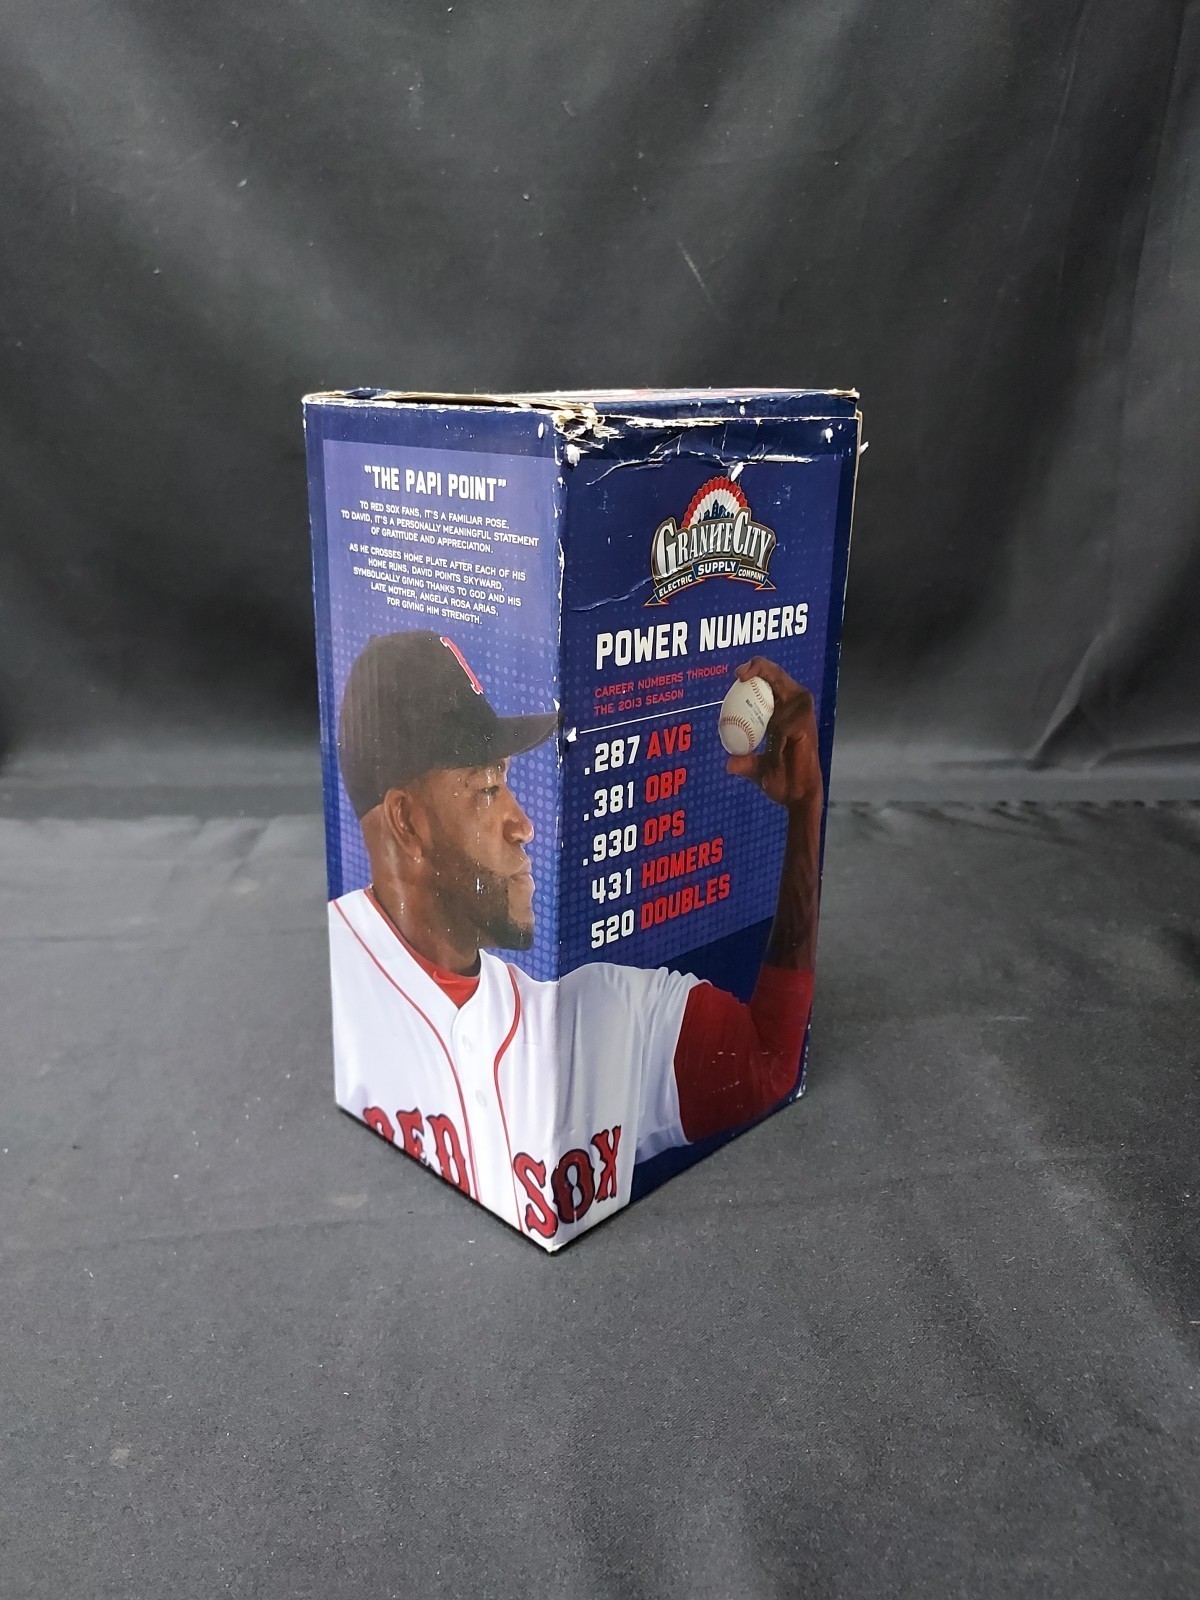 "THE PAPI POINT"
TO RED SOX FANS, IT'S A FAMILIAR POSE.
TO DAVID, IT'S A PERSONALLY MEANINGFUL STATEMENT
OF GRATITUDE AND APPRECIATION.
AS HE CROSSES HOME PLATE AFTER EACH OF HIS
HOME RUNS, DAVID POINTS SKYWARD,
SYMBOLICALLY GIVING THANKS TO GOD AND HIS
LATE MOTHER, ANGELA ROSA ARIAS,
FOR GIVING HIM STRENGTH.
GRANITE CITY
ELECTRIC SUPPLY COMPANY
POWER NUMBERS
CAREER NUMBERS THROUGH
THE 2013 SEASON
.287 AVG
.381 OBP
.930 OPS
431 HOMERS
520 DOUBLES
RED SOX